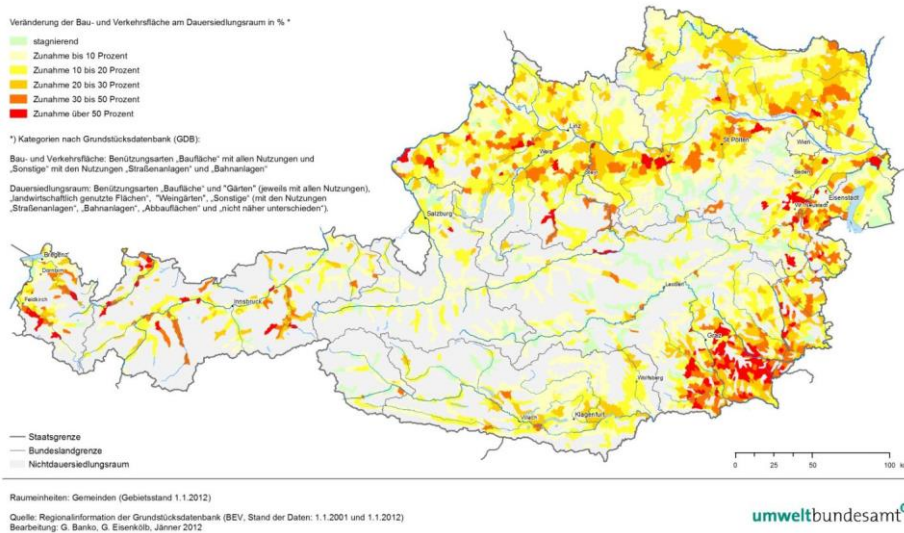 Veränderung der Bau- und Verkehrsfläche am Dauersiedlungsraum in % *
stagnierend
Zunahme bis 10 Prozent
Zunahme 10 bis 20 Prozent
Zunahme 20 bis 30 Prozent
Zunahme 30 bis 50 Prozent
Zunahme über 50 Prozent
*) Kategorien nach Grundstücksdatenbank (GDB):
Bau- und Verkehrsfläche: Benützungsarten „Baufläche“ mit allen Nutzungen und
„Sonstige“ mit den Nutzungen „Straßenanlagen“ und „Bahnanlagen“
Dauersiedlungsraum: Benützungsarten „Baufläche“ und "Gärten" (jeweils mit allen Nutzungen),
„landwirtschaftlich genutzte Flächen“, "Weingärten", „Sonstige“ (mit den Nutzungen
„Straßenanlagen“, „Bahnanlagen“, „Abbauflächen“ und „nicht näher unterschieden“).
Linz
Wels
Steyr
St.Pölten
Wien
Baden
Wr. Neustadt
Eisenstadt
Salzburg
Bregenz
Dornbirn
Feldkirch
Innsbruck
Leoben
Graz
Wolfsberg
Villach
Klagenfurt
Staatsgrenze
Bundeslandgrenze
Nichtdauersiedlungsraum
0 25 50 100
Raumeinheiten: Gemeinden (Gebietsstand 1.1.2012)
Quelle: Regionalinformation der Grundstücksdatenbank (BEV, Stand der Daten: 1.1.2001 und 1.1.2012)
Bearbeitung: G. Banko, G. Eisenkölb, Jänner 2012
umweltbundesamt